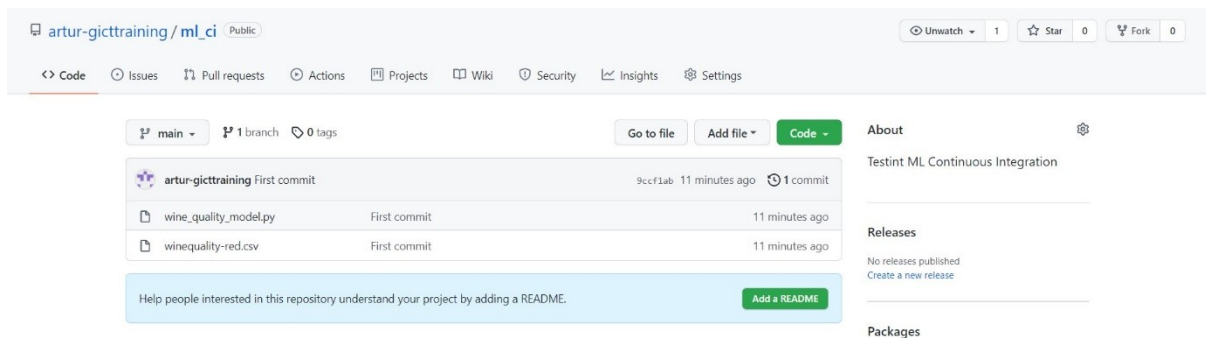 artur-gicttraining / ml_ci Public
Unwatch 1 Star 0 Fork 0
Code Issues Pull requests Actions Projects Wiki Security Insights Settings
main 1 branch 0 tags Go to file Add file Code
artur-gicttraining First commit 9ccf1ab 11 minutes ago 1 commit
wine_quality_model.py First commit 11 minutes ago
winequality-red.csv First commit 11 minutes ago
Help people interested in this repository understand your project by adding a README. Add a README
About
Testint ML Continuous Integration
Releases
No releases published
Create a new release
Packages